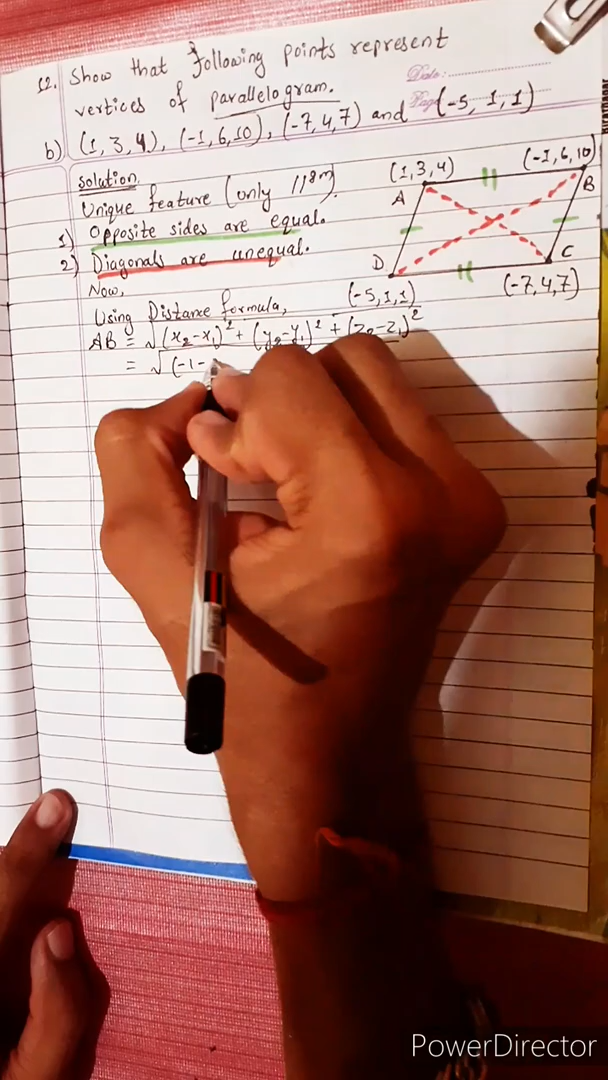 12. Show that following points represent
Date:
vertices of parallelogram.
Page
b) (1, 3, 4), (-1, 6, 10), (-7, 4, 7) and (-5, 1, 1)
solution.
Unique feature (only //gm)
1) Opposite sides are equal.
2) Diagonals are unequal.
Now,
Using Distance formula,
AB = √(x₂-x₁)² + (y₂-y₁)² + (z₂-z₁)²
= √(-1-
(1, 3, 4)
(-1, 6, 10)
A
B
D
C
(-5, 1, 1)
(-7, 4, 7)
PowerDirector